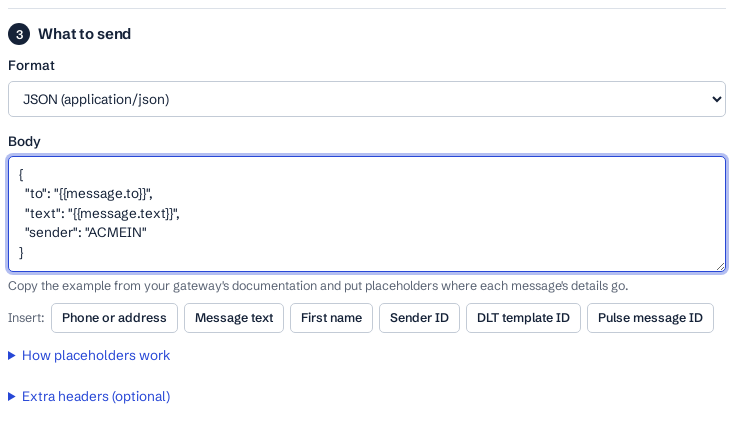 3 What to send
Format
JSON (application/json)
Body
{
"to": "{{message.to}}",
"text": "{{message.text}}",
"sender": "ACMEIN"
}
Copy the example from your gateway's documentation and put placeholders where each message's details go.
Insert: Phone or address Message text First name Sender ID DLT template ID Pulse message ID
How placeholders work
Extra headers (optional)